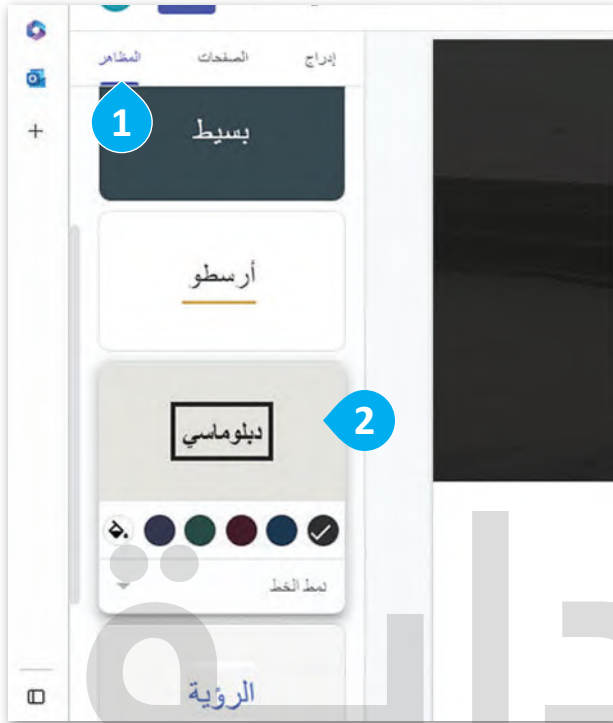 إدراج الصفحات المظاهر
1
بسيط
أرسطو
دبلوماسي
2
نمط الخط
الرؤية